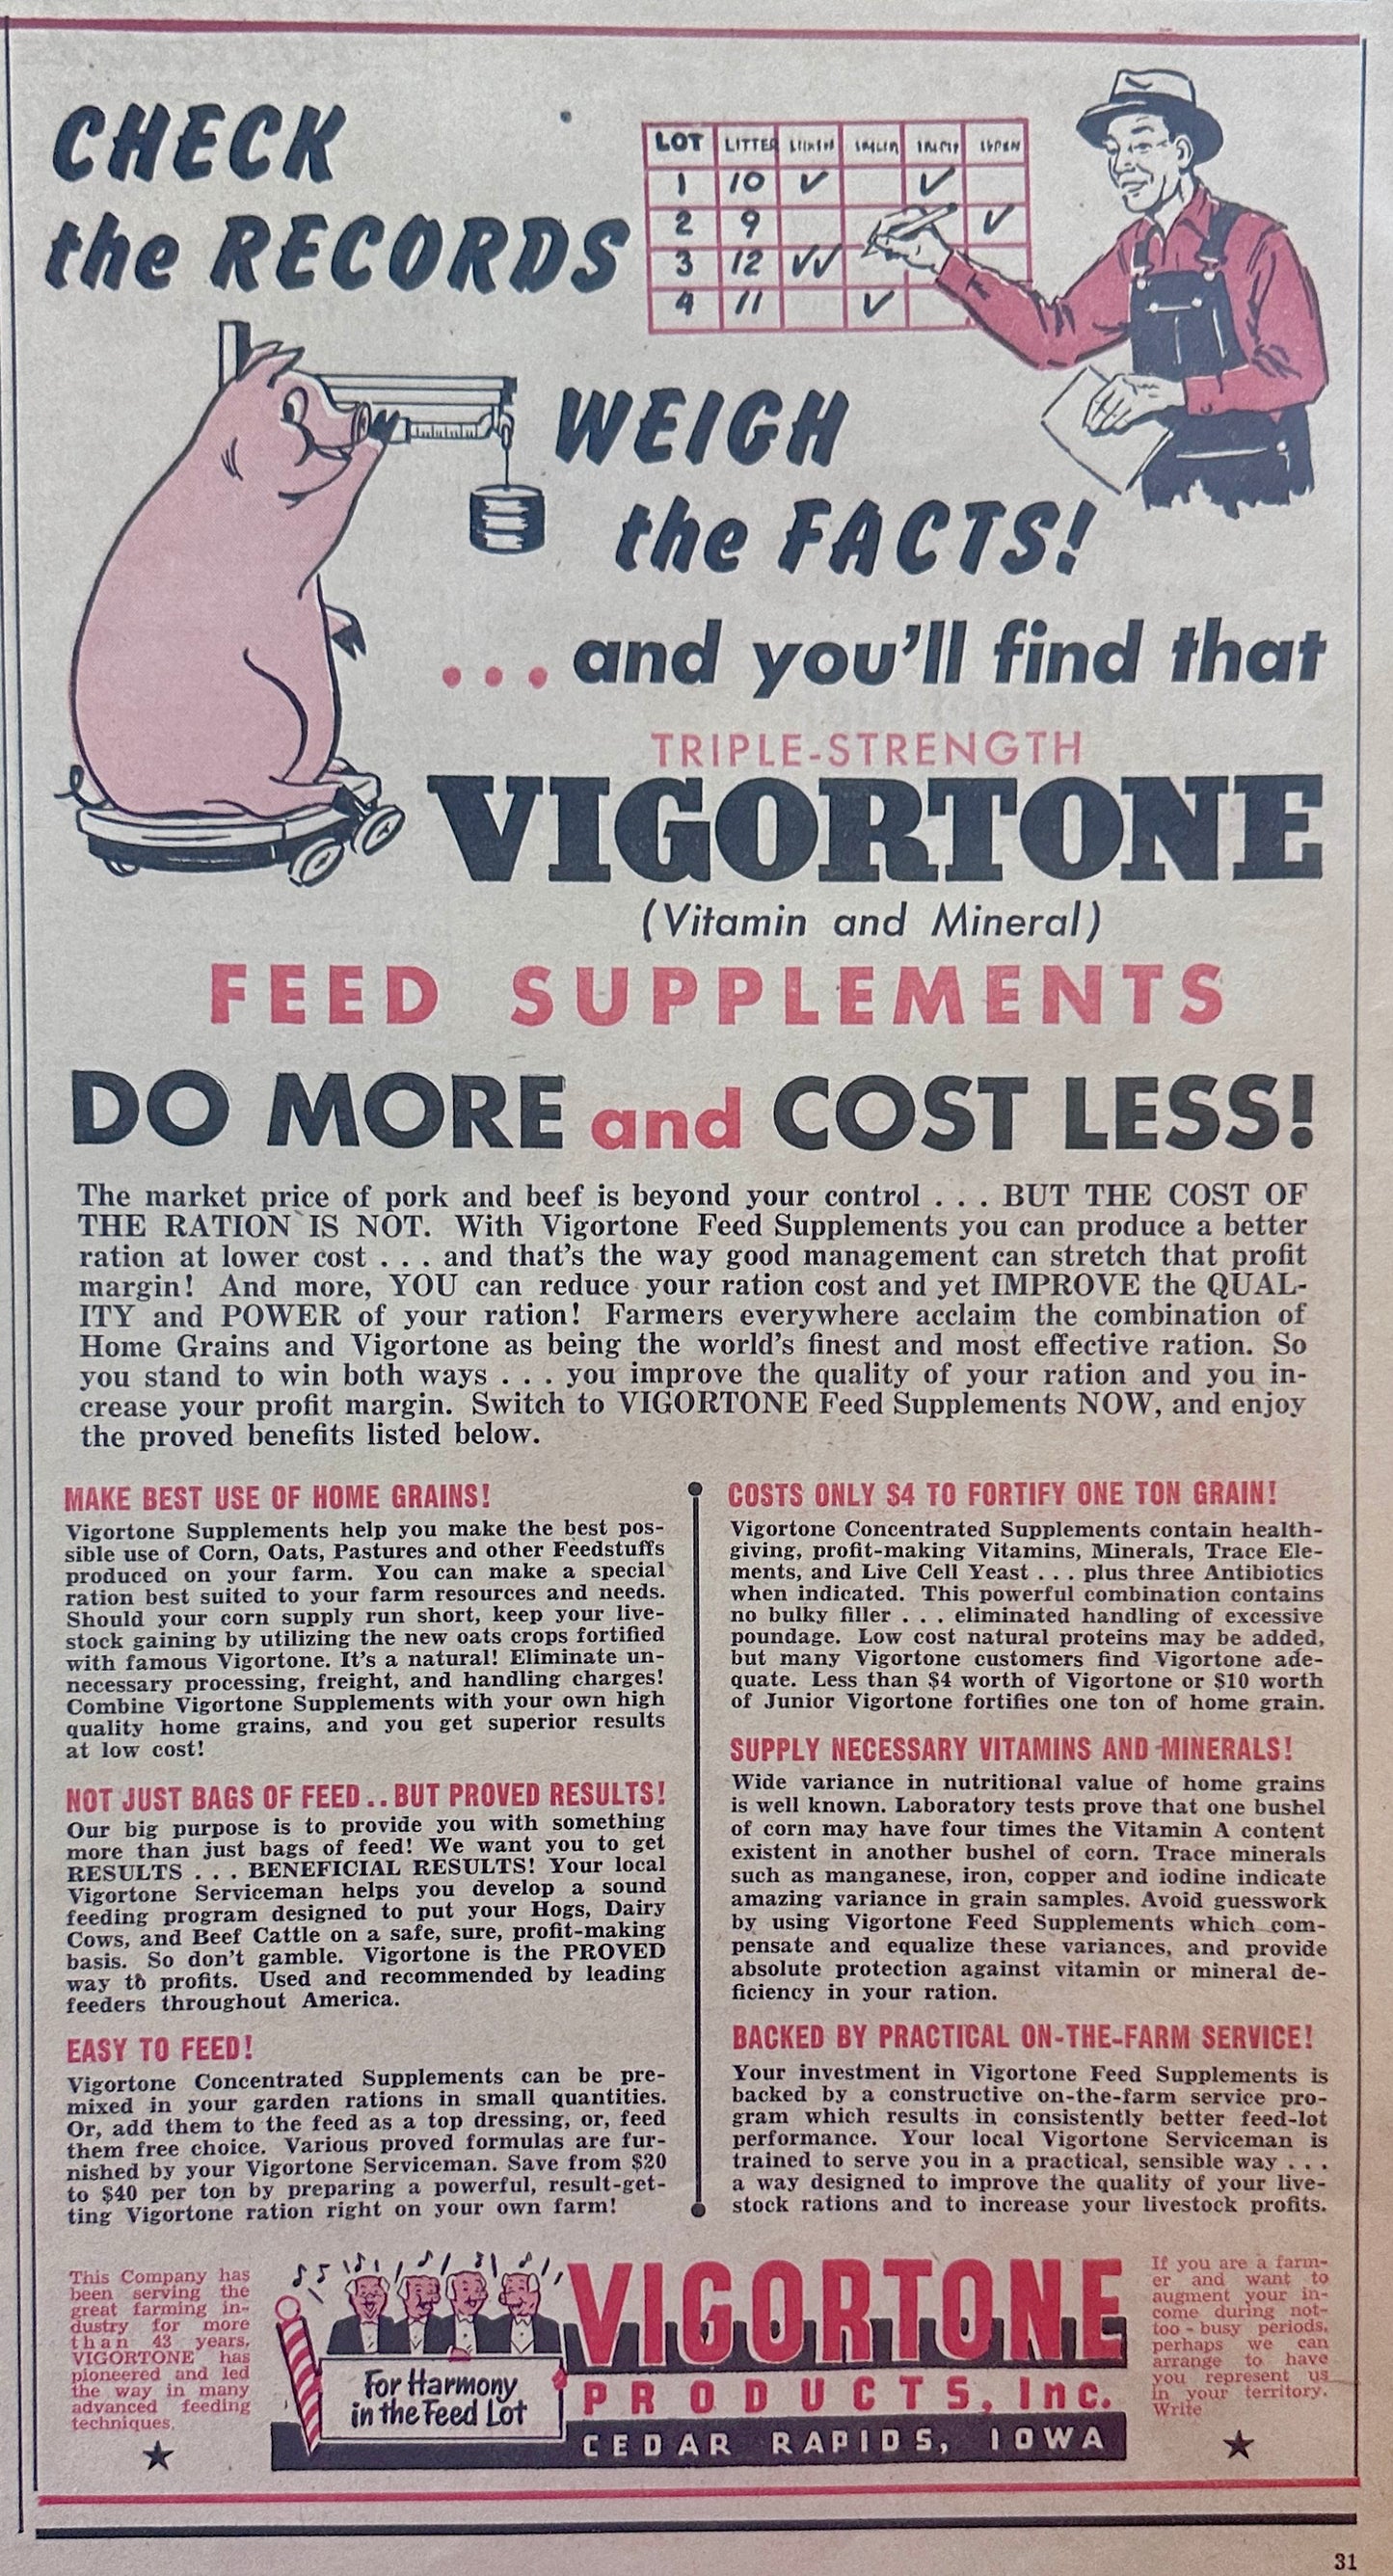 CHECK
the RECORDS
LOT LITTER
1 10 ✓ ✓
2 9 ✓
3 12 ✓✓
4 11 ✓
WEIGH
the FACTS!
... and you'll find that
TRIPLE-STRENGTH
VIGORTONE
(Vitamin and Mineral)
FEED SUPPLEMENTS
DO MORE and COST LESS!
The market price of pork and beef is beyond your control . . . BUT THE COST OF
THE RATION IS NOT. With Vigortone Feed Supplements you can produce a better
ration at lower cost . . . and that's the way good management can stretch that profit
margin! And more, YOU can reduce your ration cost and yet IMPROVE the QUAL-
ITY and POWER of your ration! Farmers everywhere acclaim the combination of
Home Grains and Vigortone as being the world's finest and most effective ration. So
you stand to win both ways . . . you improve the quality of your ration and you in-
crease your profit margin. Switch to VIGORTONE Feed Supplements NOW, and enjoy
the proved benefits listed below.
MAKE BEST USE OF HOME GRAINS!
Vigortone Supplements help you make the best pos-
sible use of Corn, Oats, Pastures and other Feedstuffs
produced on your farm. You can make a special
ration best suited to your farm resources and needs.
Should your corn supply run short, keep your live-
stock gaining by utilizing the new oats crops fortified
with famous Vigortone. It's a natural! Eliminate un-
necessary processing, freight, and handling charges!
Combine Vigortone Supplements with your own high
quality home grains, and you get superior results
at low cost!
NOT JUST BAGS OF FEED . . BUT PROVED RESULTS!
Our big purpose is to provide you with something
more than just bags of feed! We want you to get
RESULTS . . . BENEFICIAL RESULTS! Your local
Vigortone Serviceman helps you develop a sound
feeding program designed to put your Hogs, Dairy
Cows, and Beef Cattle on a safe, sure, profit-making
basis. So don't gamble. Vigortone is the PROVED
way to profits. Used and recommended by leading
feeders throughout America.
EASY TO FEED!
Vigortone Concentrated Supplements can be pre-
mixed in your garden rations in small quantities.
Or, add them to the feed as a top dressing, or, feed
them free choice. Various proved formulas are fur-
nished by your Vigortone Serviceman. Save from $20
to $40 per ton by preparing a powerful, result-get-
ting Vigortone ration right on your own farm!
COSTS ONLY $4 TO FORTIFY ONE TON GRAIN!
Vigortone Concentrated Supplements contain health-
giving, profit-making Vitamins, Minerals, Trace Ele-
ments, and Live Cell Yeast . . . plus three Antibiotics
when indicated. This powerful combination contains
no bulky filler . . . eliminated handling of excessive
poundage. Low cost natural proteins may be added,
but many Vigortone customers find Vigortone ade-
quate. Less than $4 worth of Vigortone or $10 worth
of Junior Vigortone fortifies one ton of home grain.
SUPPLY NECESSARY VITAMINS AND MINERALS!
Wide variance in nutritional value of home grains
is well known. Laboratory tests prove that one bushel
of corn may have four times the Vitamin A content
existent in another bushel of corn. Trace minerals
such as manganese, iron, copper and iodine indicate
amazing variance in grain samples. Avoid guesswork
by using Vigortone Feed Supplements which com-
pensate and equalize these variances, and provide
absolute protection against vitamin or mineral de-
ficiency in your ration.
BACKED BY PRACTICAL ON-THE-FARM SERVICE!
Your investment in Vigortone Feed Supplements is
backed by a constructive on-the-farm service pro-
gram which results in consistently better feed-lot
performance. Your local Vigortone Serviceman is
trained to serve you in a practical, sensible way . . .
a way designed to improve the quality of your live-
stock rations and to increase your livestock profits.
This Company has
been serving the
great farming in-
dustry for more
than 43 years,
VIGORTONE has
pioneered and led
the way in many
advanced feeding
techniques.
For Harmony
in the Feed Lot
VIGORTONE
PRODUCTS, Inc.
CEDAR RAPIDS, IOWA
If you are a farm-
er and want to
augment your in-
come during not-
too-busy periods,
perhaps we can
arrange to have
you represent us
in your territory.
Write
31